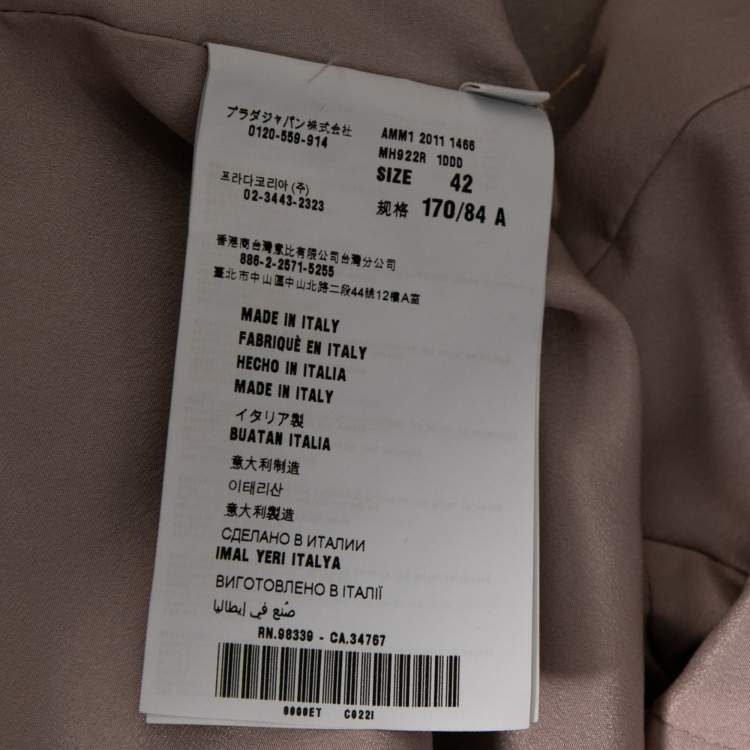 プラダジャパン株式会社
0120-559-914
AMM1 2011 1466
MH922R 1DDD
SIZE 42
规格 170/84 A
프라다코리아 (주)
02-3443-2323
香港商台灣意比有限公司台灣分公司
886-2-2571-5255
臺北市中山區中山北路二段44號12樓A室
MADE IN ITALY
FABRIQUÈ EN ITALY
HECHO IN ITALIA
MADE IN ITALY
イタリア製
BUATAN ITALIA
意大利制造
이태리산
意大利製造
СДЕЛАНО В ИТАЛИИ
IMAL YERI ITALYA
ВИГОТОВЛЕНО В ІТАЛІЇ
صُنع في إيطاليا
RN.98339 - CA.34767
0000ET C022I